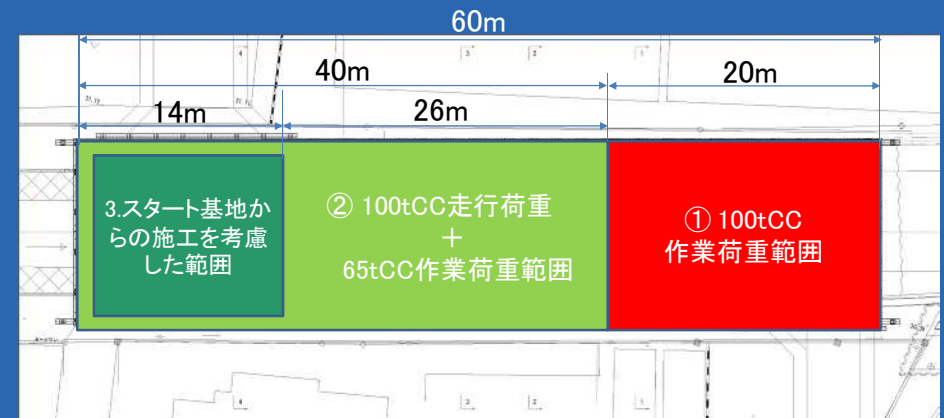 60m
40m
20m
14m
26m
3.スタート基地か
らの施工を考慮
した範囲
② 100tCC走行荷重
＋
65tCC作業荷重範囲
① 100tCC
作業荷重範囲